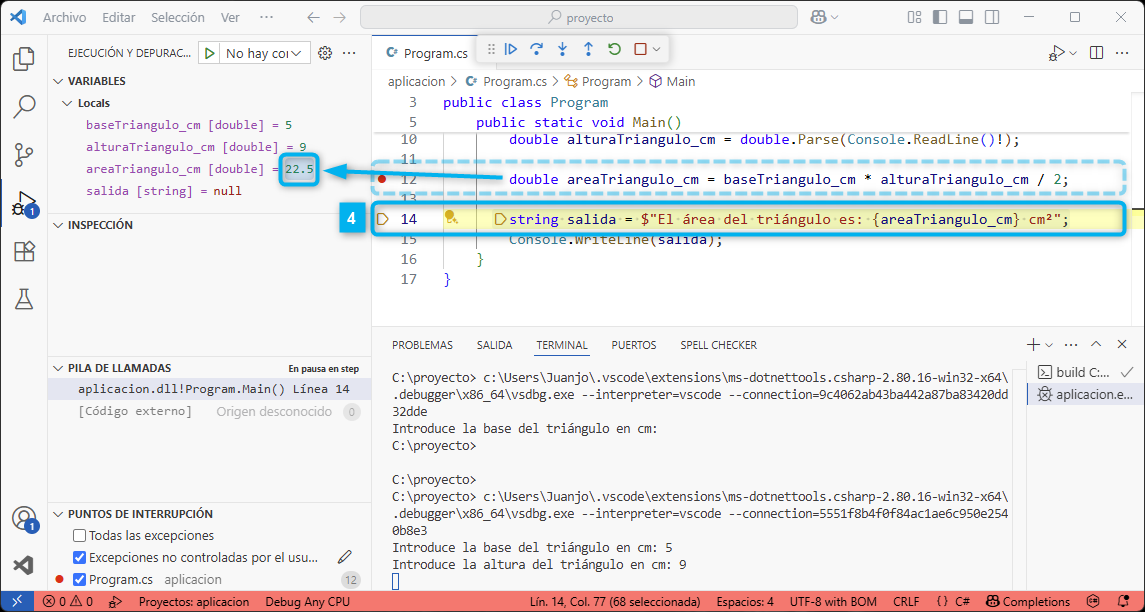 Archivo Editar Selección Ver ··· proyecto
EJECUCIÓN Y DEPURAC... No hay con
VARIABLES
Locals
baseTriangulo_cm [double] = 5
alturaTriangulo_cm [double] = 9
areaTriangulo_cm [double] = 22.5
salida [string] = null
INSPECCIÓN
PILA DE LLAMADAS En pausa en step
aplicacion.dll!Program.Main() Línea 14
[Código externo] Origen desconocido 0
PUNTOS DE INTERRUPCIÓN
Todas las excepciones
Excepciones no controladas por el usu...
Program.cs aplicacion 12
1
1
C# Program.cs
aplicacion > C# Program.cs > Program > Main
3 public class Program
5 public static void Main()
10 double alturaTriangulo_cm = double.Parse(Console.ReadLine()!);
11
12 double areaTriangulo_cm = baseTriangulo_cm * alturaTriangulo_cm / 2;
13
4
14 string salida = $"El área del triángulo es: {areaTriangulo_cm} cm²";
15 Console.WriteLine(salida);
16 }
17 }
PROBLEMAS SALIDA TERMINAL PUERTOS SPELL CHECKER
C:\proyecto> c:\Users\Juanjo\.vscode\extensions\ms-dotnettools.csharp-2.80.16-win32-x64\
.debugger\x86_64\vsdbg.exe --interpreter=vscode --connection=9c4062ab43ba442a87ba83420dd
32dde
Introduce la base del triángulo en cm:
C:\proyecto>
C:\proyecto>
C:\proyecto> c:\Users\Juanjo\.vscode\extensions\ms-dotnettools.csharp-2.80.16-win32-x64\
.debugger\x86_64\vsdbg.exe --interpreter=vscode --connection=5551f8b4f0f84ac1ae6c950e254
0b8e3
Introduce la base del triángulo en cm: 5
Introduce la altura del triángulo en cm: 9
build C:...
aplicacion.e...
0 0 Proyectos: aplicacion Debug Any CPU Lín. 14, Col. 77 (68 seleccionada) Espacios: 4 UTF-8 with BOM CRLF {} C# Completions